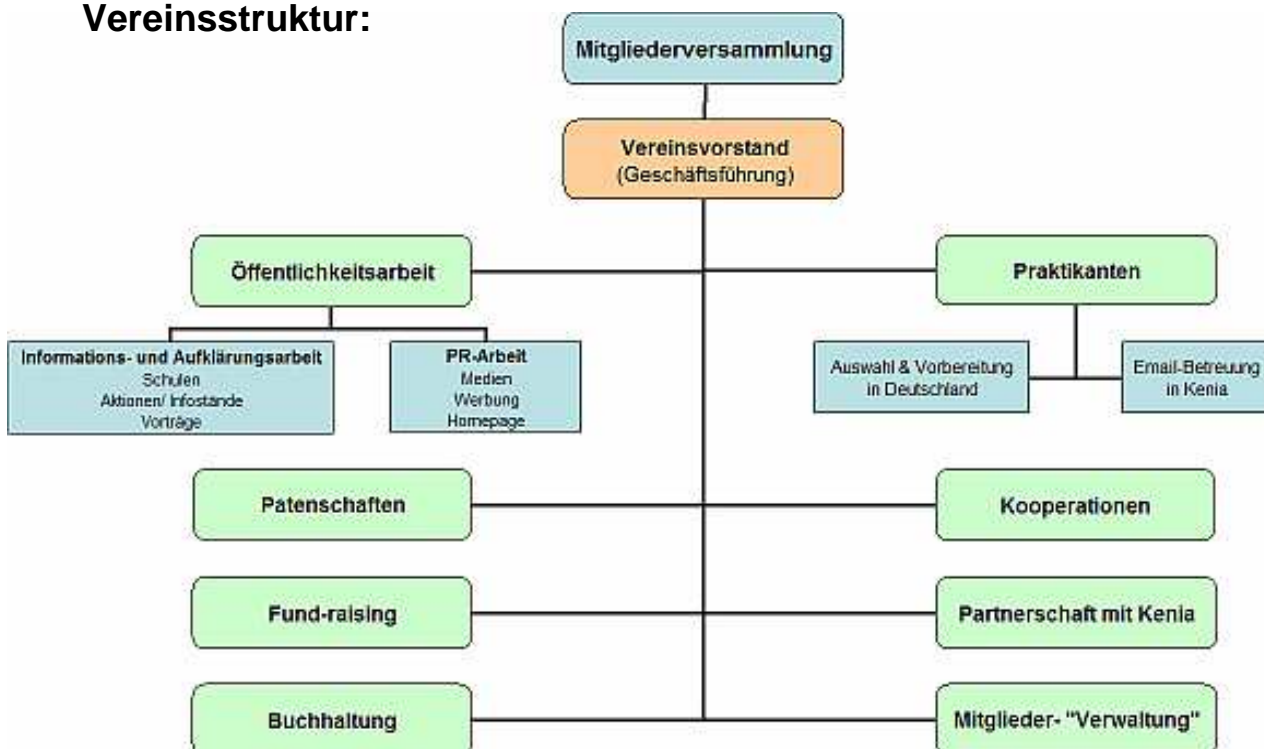 Vereinsstruktur:
Mitgliederversammlung
Vereinsvorstand
(Geschäftsführung)
Öffentlichkeitsarbeit
Praktikanten
Informations- und Aufklärungsarbeit
Schulen
Aktionen/ Infostände
Vorträge
PR-Arbeit
Medien
Werbung
Homepage
Auswahl & Vorbereitung
in Deutschland
Email-Betreuung
in Kenia
Patenschaften
Kooperationen
Fund-raising
Partnerschaft mit Kenia
Buchhaltung
Mitglieder- "Verwaltung"